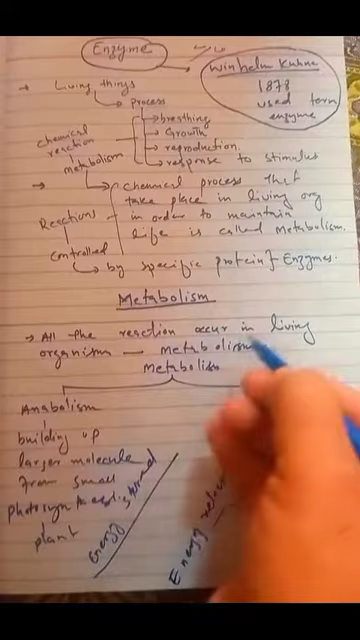 Enzyme
Winhelm Kuhne
1878
used term
enzyme
→ Living things
→ Process
→ breathing
→ Growth
→ reproduction.
→ response to stimulus
chemical
reaction
metabolism
→ chemical process that
take place in living org
in order to maintain
life is called Metabolism.
Reactions
controlled
→ by specific protein } Enzymes.
Metabolism
→ All the reaction occur in living
organism — Metabolism
Metabolism
Anabolism
building up
larger molecule
from small
plant
Energy stored
Energy